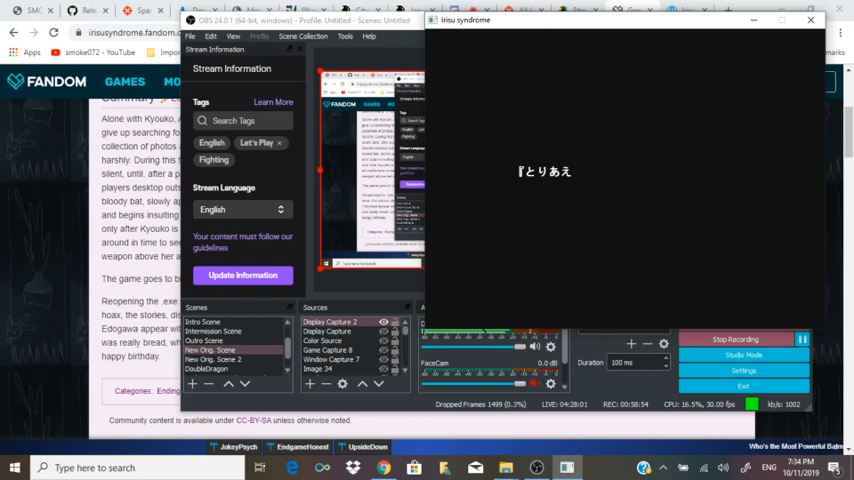 irisusyndrome.fandom.c
Apps
smoke072 - YouTube
Import
FANDOM
GAMES
MO
Alone with Kyouko, A
give up searching fo
collection of photos a
harshly. During this t
silent, until, after a p
players desktop outs
bloody bat, slowly ap
and begins insulting
only after Kyouko is
around in time to see
weapon above her a
The game goes to b
Reopening the .exe
hoax, the stories, dis
Edogawa appear wit
was really bread, wh
happy birthday.
Categories: Ending
Community content is available under CC-BY-SA unless otherwise noted.
OBS 24.0.1 (64-bit, windows) - Profile: Untitled - Scenes: Untitled
File Edit View Profile Scene Collection Tools Help
Stream Information
Stream Information
Tags
Learn More
Search Tags
English
Let's Play ×
Fighting
Stream Language
English
Your content must follow our
guidelines
Update Information
Scenes
Intro Scene
Intermission Scene
Outro Scene
New Orig. Scene
New Orig. Scene 2
DoubleDragon
Sources
Display Capture 2
Display Capture
Color Source
Game Capture 8
Window Capture 7
Image 34
Irisu syndrome
『とりあえ
FaceCam
0.0 dB
Duration
100 ms
Stop Recording
Studio Mode
Settings
Exit
Dropped Frames 1499 (0.3%)
LIVE: 04:28:01
REC: 00:58:54
CPU: 16.5%, 30.00 fps
kb/s: 1002
JokeyPsych
EndgameHonest
UpsideDown
Who's the Most Powerful Batm
Type here to search
ENG
7:34 PM
10/11/2019